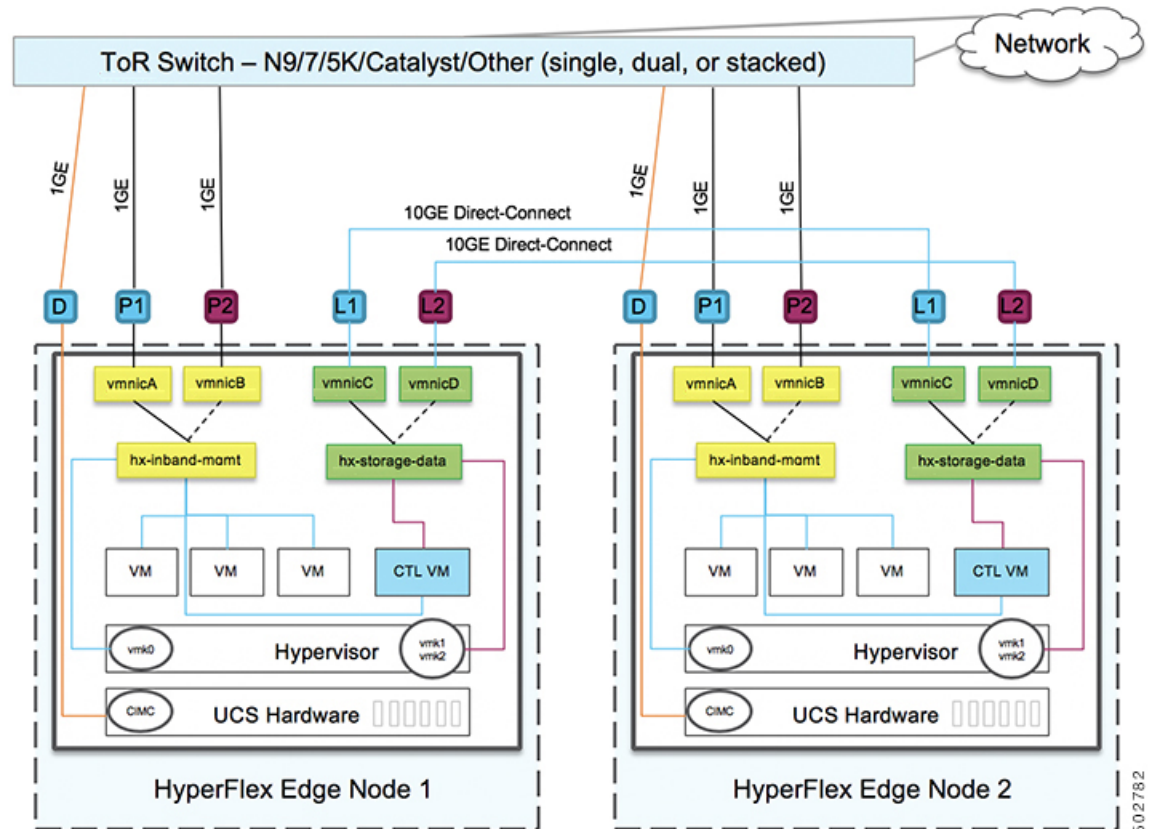 Network
ToR Switch – N9/7/5K/Catalyst/Other (single, dual, or stacked)
1GE
1GE
1GE
1GE
1GE
1GE
10GE Direct-Connect
10GE Direct-Connect
D
P1
P2
L1
L2
D
P1
P2
L1
L2
vmnicA
vmnicB
vmnicC
vmnicD
vmnicA
vmnicB
vmnicC
vmnicD
hx-inband-mgmt
hx-storage-data
hx-inband-mgmt
hx-storage-data
VM
VM
VM
CTL VM
VM
VM
VM
CTL VM
vmk0
Hypervisor
vmk1
vmk2
vmk0
Hypervisor
vmk1
vmk2
CIMC
UCS Hardware
CIMC
UCS Hardware
HyperFlex Edge Node 1
HyperFlex Edge Node 2
502782